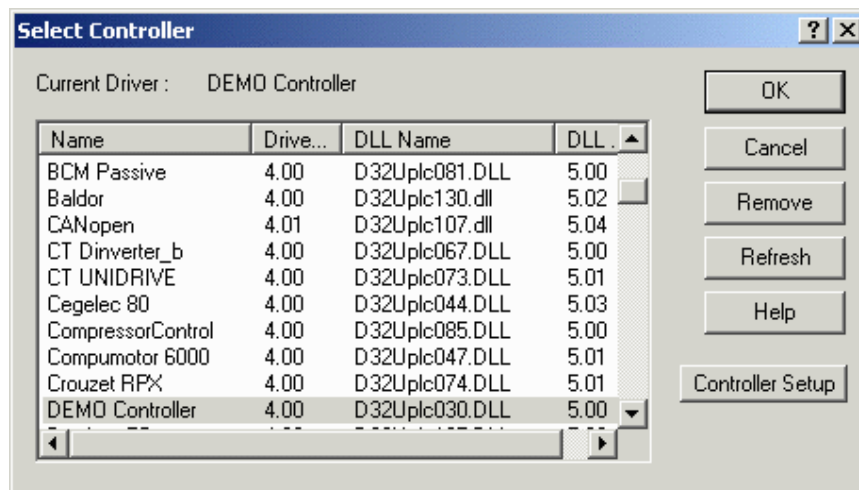 Select Controller
Current Driver : DEMO Controller
Name Drive... DLL Name DLL .
BCM Passive 4.00 D32Uplc081.DLL 5.00
Baldor 4.00 D32Uplc130.dll 5.02
CANopen 4.01 D32Uplc107.dll 5.04
CT Dinverter_b 4.00 D32Uplc067.DLL 5.00
CT UNIDRIVE 4.00 D32Uplc073.DLL 5.01
Cegelec 80 4.00 D32Uplc044.DLL 5.03
CompressorControl 4.00 D32Uplc085.DLL 5.00
Compumotor 6000 4.00 D32Uplc047.DLL 5.01
Crouzet RPX 4.00 D32Uplc074.DLL 5.01
DEMO Controller 4.00 D32Uplc030.DLL 5.00
OK
Cancel
Remove
Refresh
Help
Controller Setup